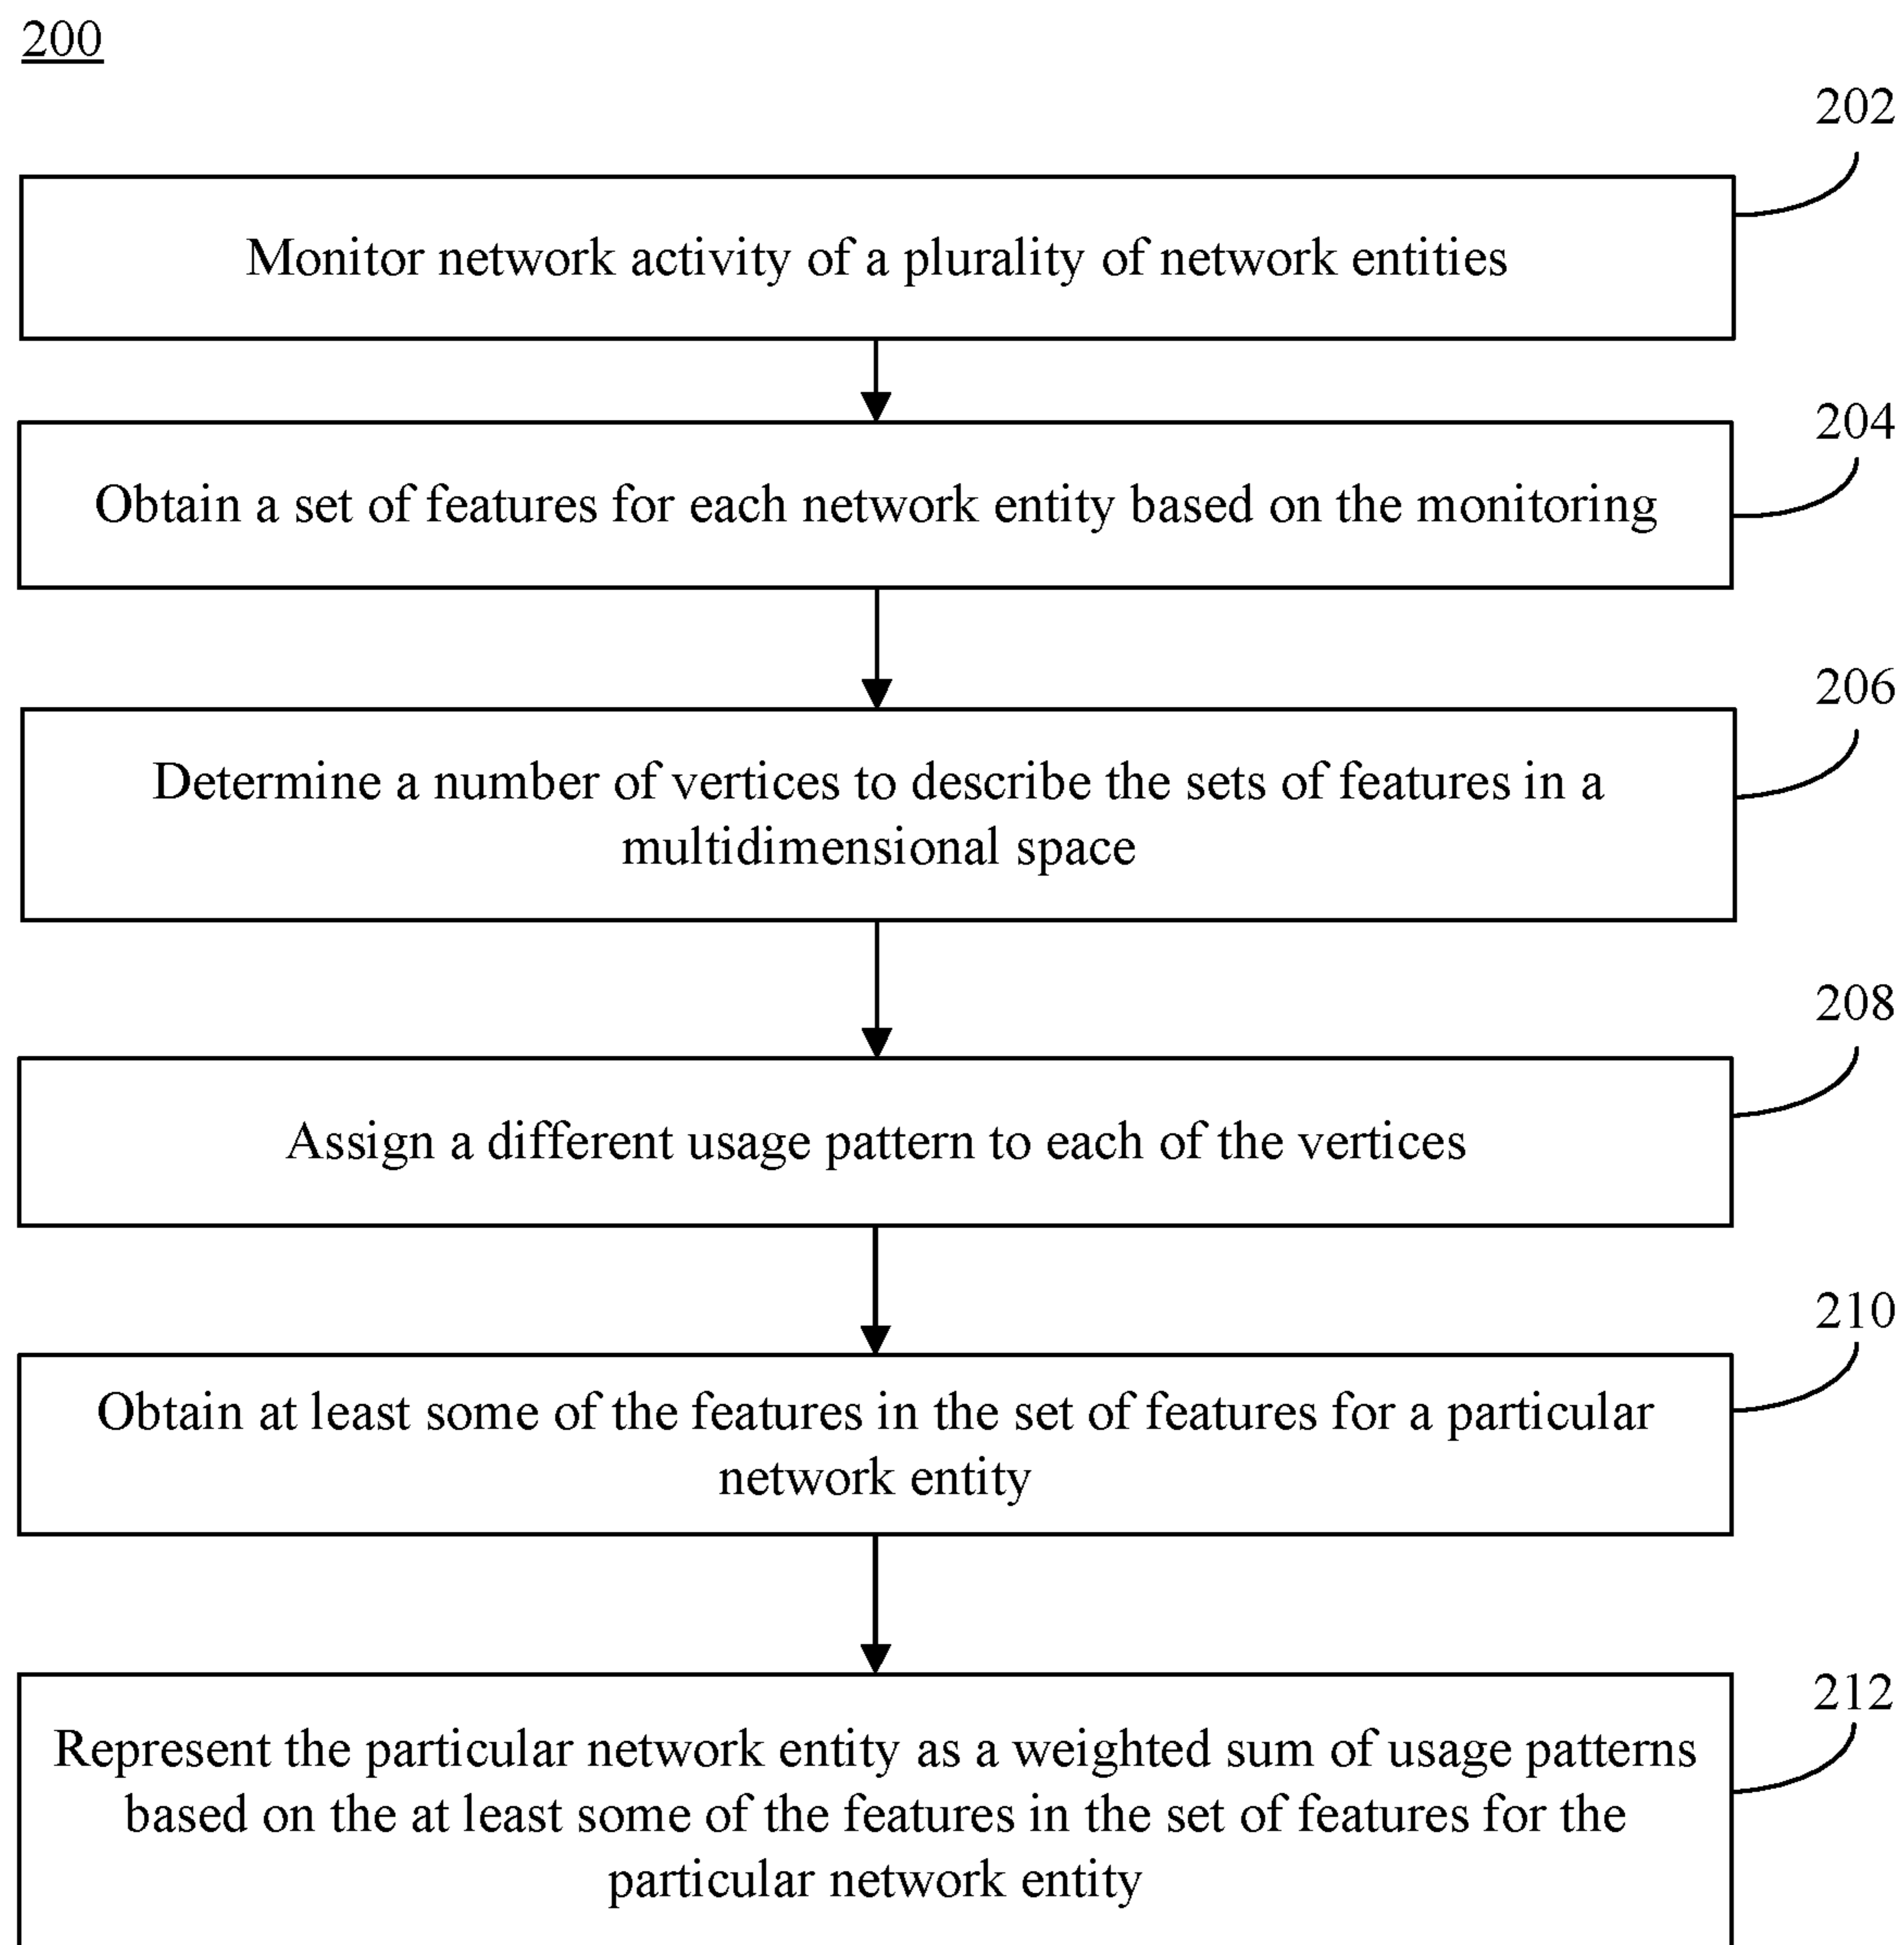 200
202
Monitor network activity of a plurality of network entities
204
Obtain a set of features for each network entity based on the monitoring
206
Determine a number of vertices to describe the sets of features in a
multidimensional space
208
Assign a different usage pattern to each of the vertices
210
Obtain at least some of the features in the set of features for a particular
network entity
212
Represent the particular network entity as a weighted sum of usage patterns
based on the at least some of the features in the set of features for the
particular network entity